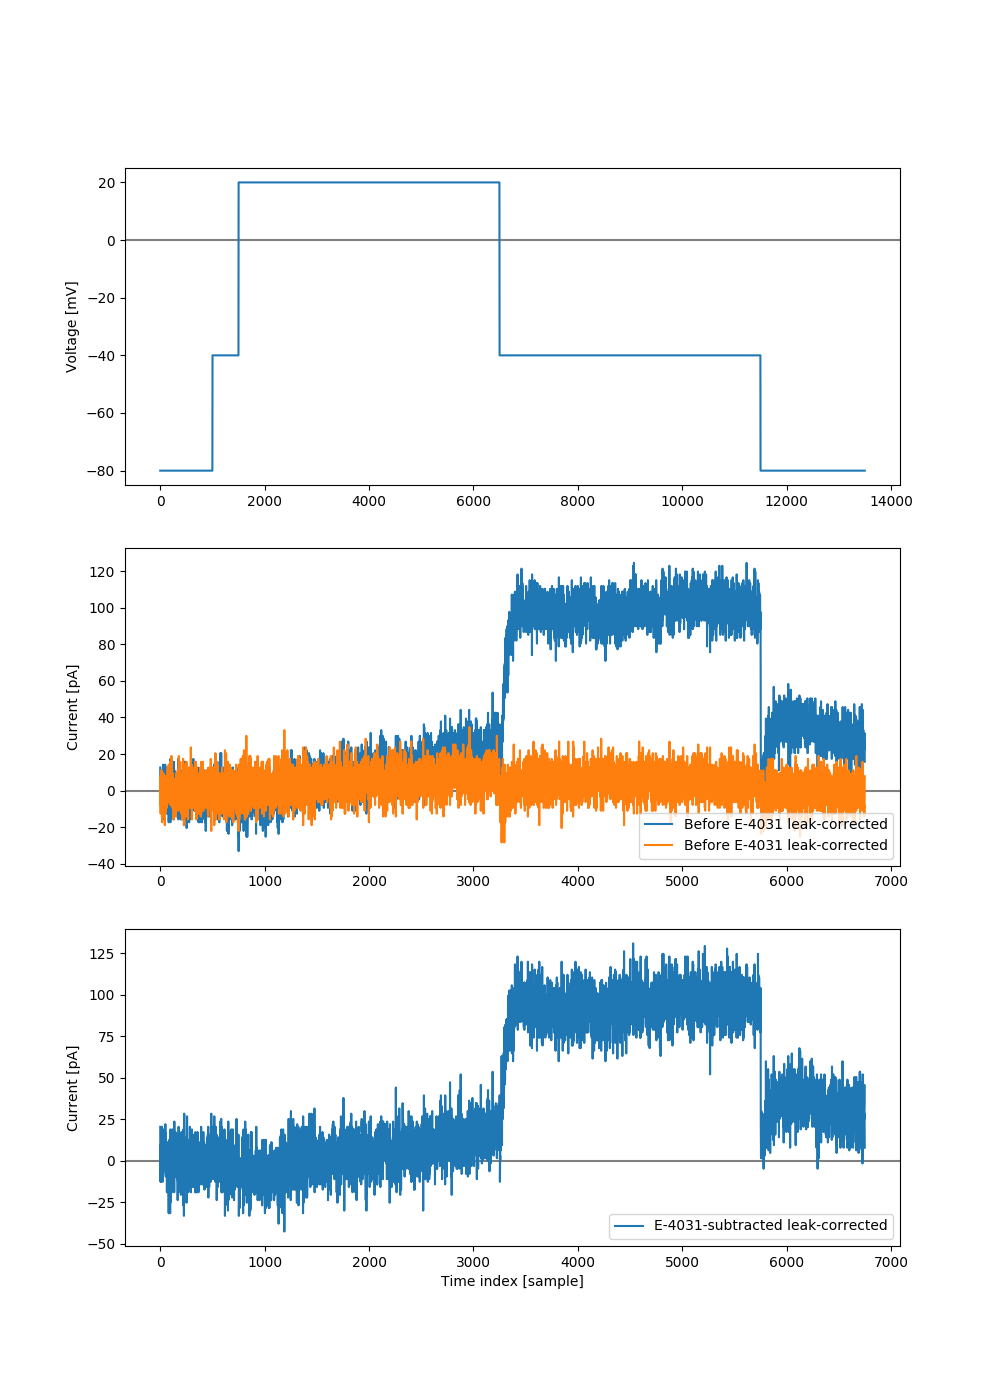 20
0
−20
−40
−60
−80
Voltage [mV]
0 2000 4000 6000 8000 10000 12000 14000
120
100
80
60
40
20
0
−20
−40
Current [pA]
Before E-4031 leak-corrected
Before E-4031 leak-corrected
0 1000 2000 3000 4000 5000 6000 7000
125
100
75
50
25
0
−25
−50
Current [pA]
E-4031-subtracted leak-corrected
0 1000 2000 3000 4000 5000 6000 7000
Time index [sample]